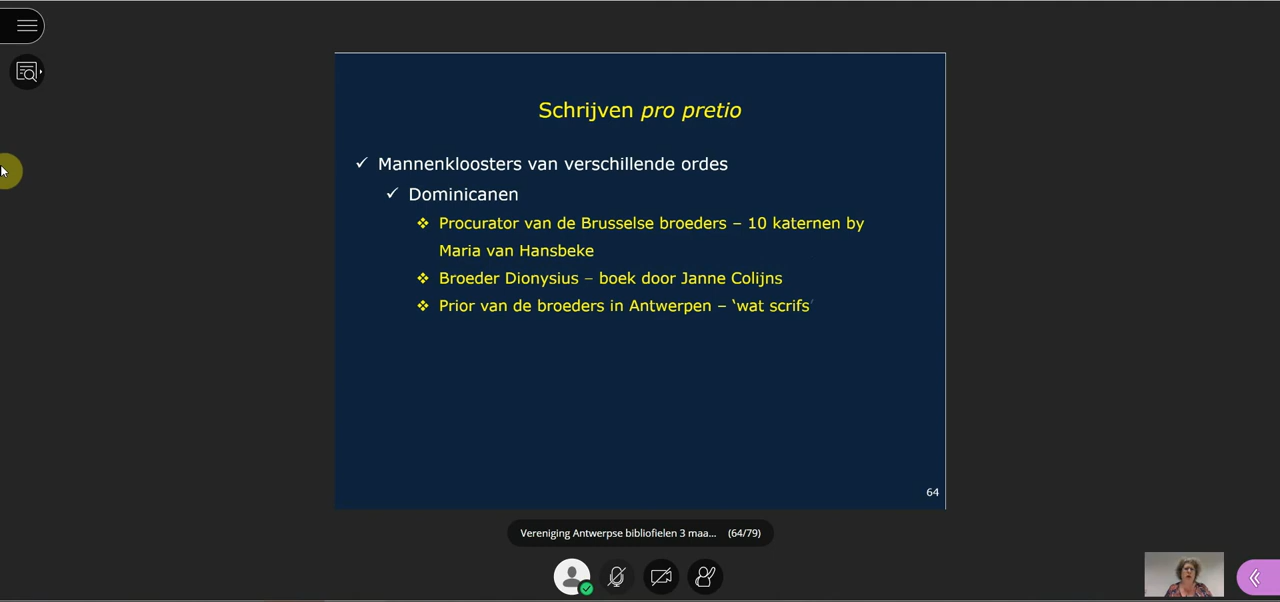 Schrijven pro pretio
Mannenkloosters van verschillende ordes
Dominicanen
Procurator van de Brusselse broeders – 10 katernen by
Maria van Hansbeke
Broeder Dionysius – boek door Janne Colijns
Prior van de broeders in Antwerpen – ‘wat scrifs’
64
Vereniging Antwerpse bibliofielen 3 maa... (64/79)